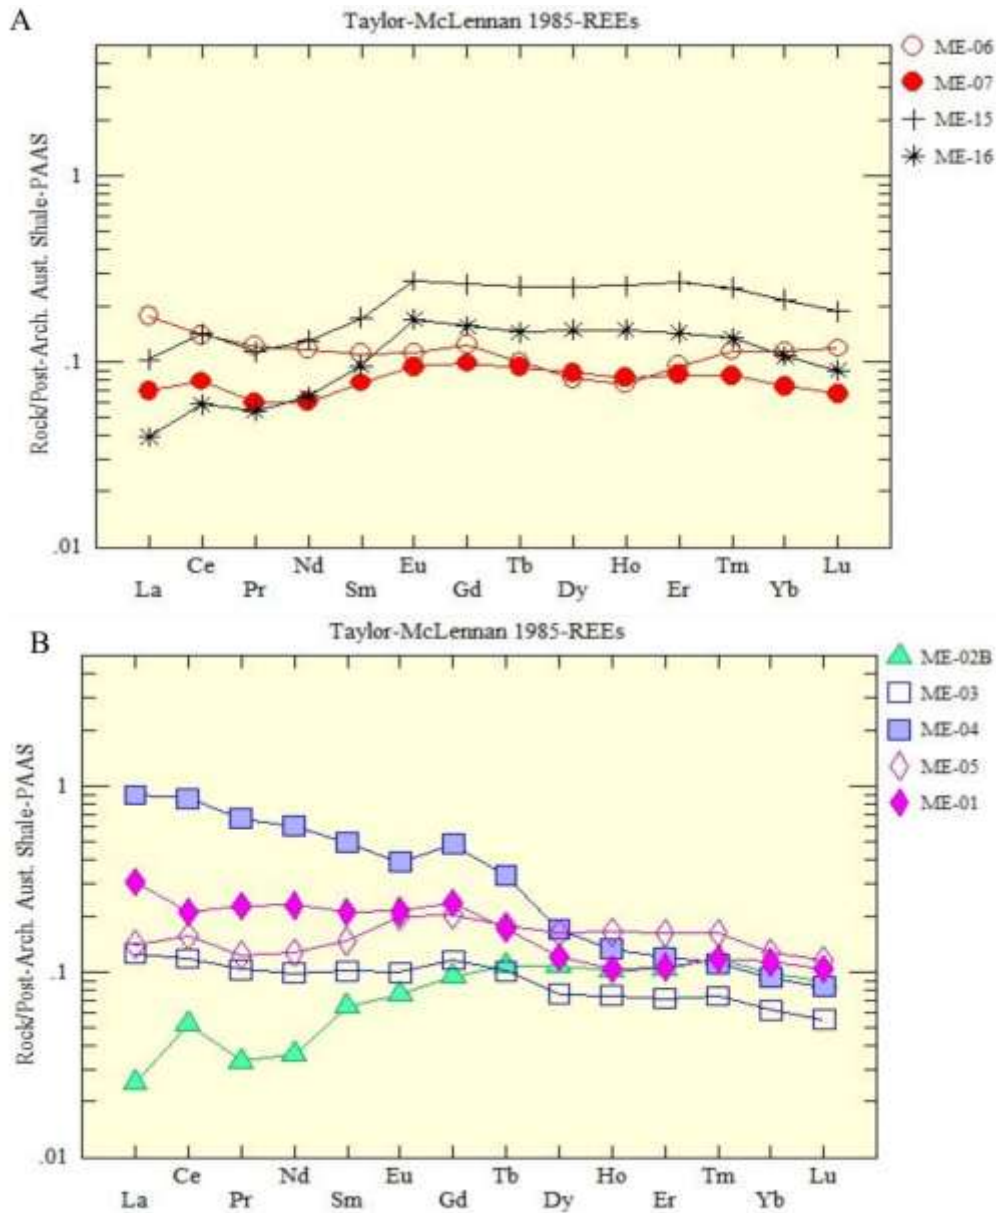 A
Taylor-McLennan 1985-REEs
Rock/Post-Arch. Aust. Shale-PAAS
1
0.1
.01
Ce Nd Eu Tb Ho Tm Lu
La Pr Sm Gd Dy Er Yb
ME-06
ME-07
ME-15
ME-16
B
Taylor-McLennan 1985-REEs
Rock/Post-Arch. Aust. Shale-PAAS
1
0.1
.01
Ce Nd Eu Tb Ho Tm Lu
La Pr Sm Gd Dy Er Yb
ME-02B
ME-03
ME-04
ME-05
ME-01